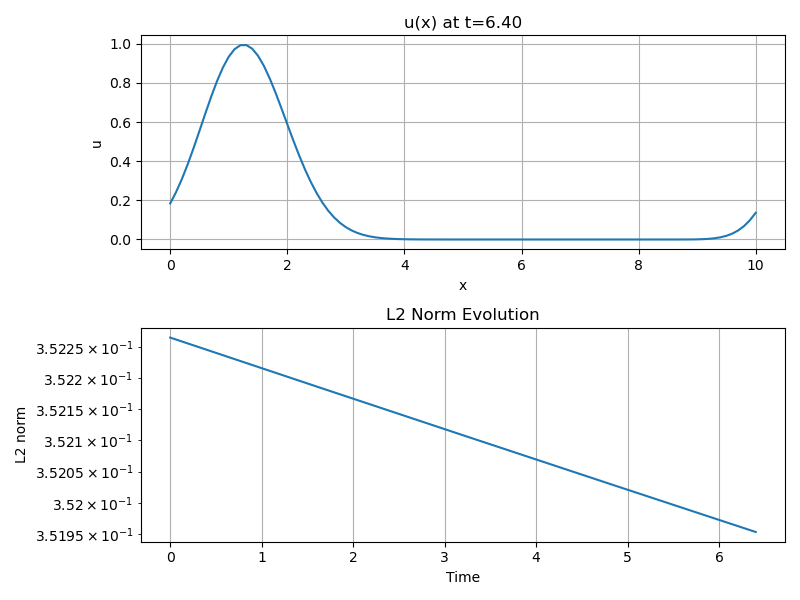 u(x) at t=6.40
1.0
0.8
0.6
0.4
0.2
0.0
u
0 2 4 6 8 10
x
L2 Norm Evolution
3.5225 × 10⁻¹
3.522 × 10⁻¹
3.5215 × 10⁻¹
3.521 × 10⁻¹
3.5205 × 10⁻¹
3.52 × 10⁻¹
3.5195 × 10⁻¹
L2 norm
0 1 2 3 4 5 6
Time